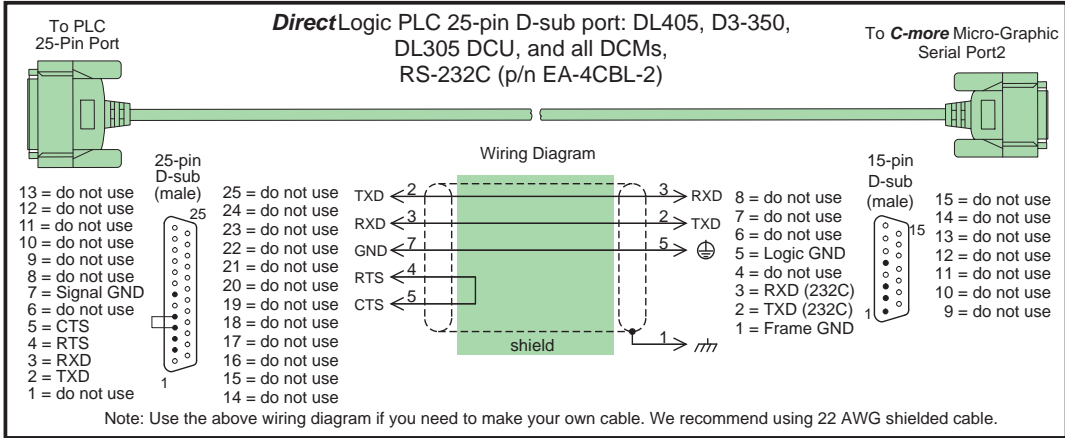 To PLC
25-Pin Port
DirectLogic PLC 25-pin D-sub port: DL405, D3-350,
DL305 DCU, and all DCMs,
RS-232C (p/n EA-4CBL-2)
To C-more Micro-Graphic
Serial Port2
25-pin
D-sub
(male)
25
1
13 = do not use
12 = do not use
11 = do not use
10 = do not use
9 = do not use
8 = do not use
7 = Signal GND
6 = do not use
5 = CTS
4 = RTS
3 = RXD
2 = TXD
1 = do not use
25 = do not use
24 = do not use
23 = do not use
22 = do not use
21 = do not use
20 = do not use
19 = do not use
18 = do not use
17 = do not use
16 = do not use
15 = do not use
14 = do not use
Wiring Diagram
TXD 2 3 RXD
RXD 3 2 TXD
GND 7 5
RTS 4
CTS 5
shield
1
8 = do not use
7 = do not use
6 = do not use
5 = Logic GND
4 = do not use
3 = RXD (232C)
2 = TXD (232C)
1 = Frame GND
15-pin
D-sub
(male)
15
1
15 = do not use
14 = do not use
13 = do not use
12 = do not use
11 = do not use
10 = do not use
9 = do not use
Note: Use the above wiring diagram if you need to make your own cable. We recommend using 22 AWG shielded cable.